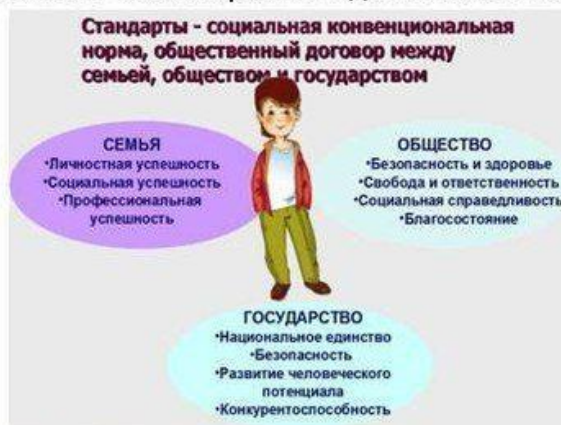 Стандарты - социальная конвенциональная
норма, общественный договор между
семьей, обществом и государством
СЕМЬЯ
•Личностная успешность
•Социальная успешность
•Профессиональная
успешность
ОБЩЕСТВО
•Безопасность и здоровье
•Свобода и ответственность
•Социальная справедливость
•Благосостояние
ГОСУДАРСТВО
•Национальное единство
•Безопасность
•Развитие человеческого
потенциала
•Конкурентоспособность